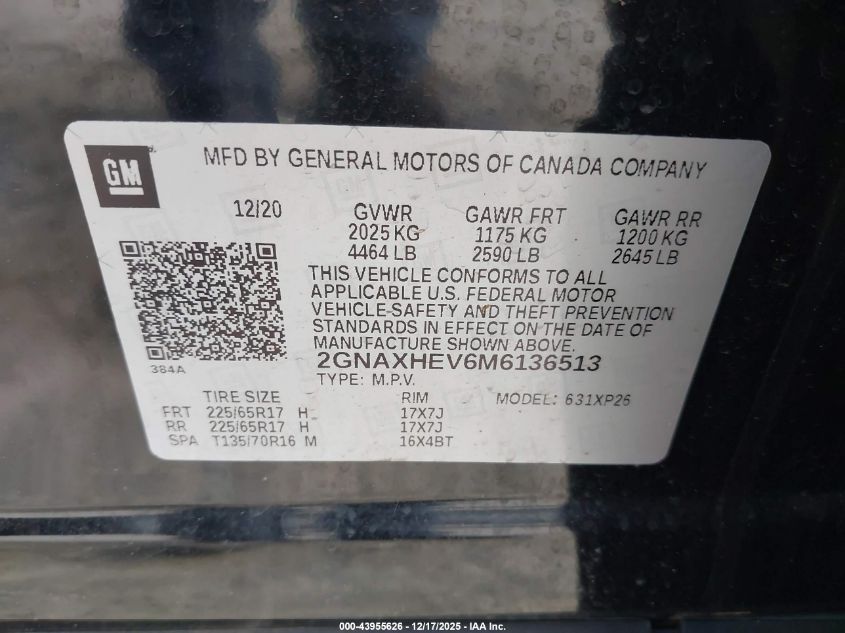 GM
MFD BY GENERAL MOTORS OF CANADA COMPANY
12/20 GVWR GAWR FRT GAWR RR
2025 KG 1175 KG 1200 KG
4464 LB 2590 LB 2645 LB
THIS VEHICLE CONFORMS TO ALL
APPLICABLE U.S. FEDERAL MOTOR
VEHICLE-SAFETY AND THEFT PREVENTION
STANDARDS IN EFFECT ON THE DATE OF
MANUFACTURE SHOWN ABOVE.
384A
2GNAXHEV6M6136513
TYPE: M.P.V.
TIRE SIZE RIM MODEL: 631XP26
FRT 225/65R17 H 17X7J
RR 225/65R17 H 17X7J
SPA T135/70R16 M 16X4BT
000-43955626 - 12/17/2025 - IAA Inc.